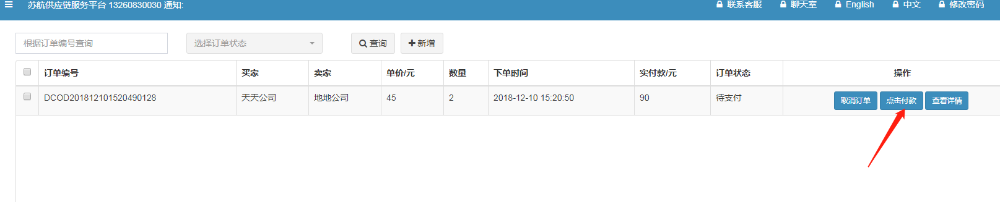 苏航供应链服务平台 13260830030 通知: 联系客服 聊天室 English 中文 修改密码
根据订单编号查询 选择订单状态 查询 新增
订单编号 买家 卖家 单价/元 数量 下单时间 实付款/元 订单状态 操作
DCOD201812101520490128 天天公司 地地公司 45 2 2018-12-10 15:20:50 90 待支付 取消订单 点击付款 查看详情